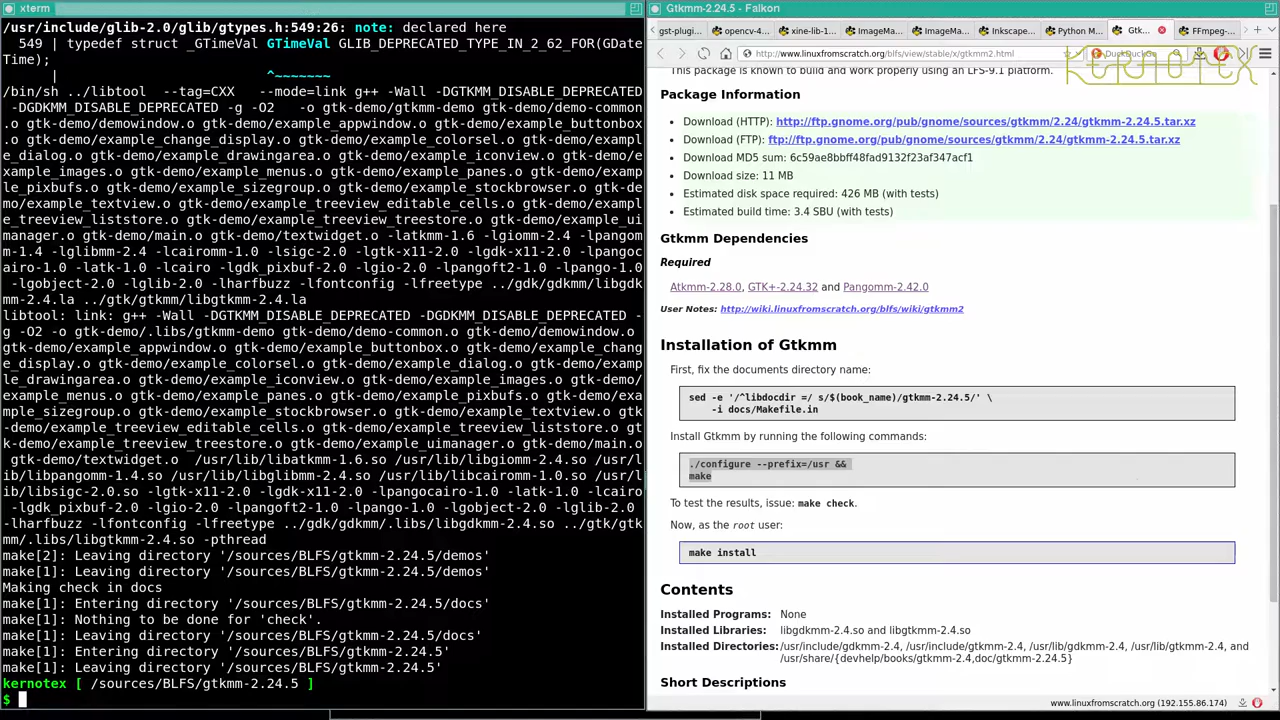 xterm
/usr/include/glib-2.0/glib/gtypes.h:549:26: note: declared here
549 | typedef struct _GTimeVal GTimeVal GLIB_DEPRECATED_TYPE_IN_2_62_FOR(GDate
Time);
| ^~~~~~~~
/bin/sh ../libtool --tag=CXX --mode=link g++ -Wall -DGTKMM_DISABLE_DEPRECATED
-DGDKMM_DISABLE_DEPRECATED -g -O2 -o gtk-demo/gtkmm-demo gtk-demo/demo-common
.o gtk-demo/demowindow.o gtk-demo/example_appwindow.o gtk-demo/example_buttonbox
.o gtk-demo/example_change_display.o gtk-demo/example_colorsel.o gtk-demo/exampl
e_dialog.o gtk-demo/example_drawingarea.o gtk-demo/example_iconview.o gtk-demo/e
xample_images.o gtk-demo/example_menus.o gtk-demo/example_panes.o gtk-demo/exampl
e_pixbufs.o gtk-demo/example_sizegroup.o gtk-demo/example_stockbrowser.o gtk-dem
o/example_textview.o gtk-demo/example_treeview_editable_cells.o gtk-demo/exampl
e_treeview_liststore.o gtk-demo/example_treeview_treestore.o gtk-demo/example_ui
manager.o gtk-demo/main.o gtk-demo/textwidget.o -latkmm-1.6 -lgiomm-2.4 -lpango
m-1.4 -lglibmm-2.4 -lcairomm-1.0 -lsigc-2.0 -lgtk-x11-2.0 -lgdk-x11-2.0 -lpangoc
airo-1.0 -latk-1.0 -lcairo -lgdk_pixbuf-2.0 -lgio-2.0 -lpangoft2-1.0 -lpango-1.0
-lgobject-2.0 -lglib-2.0 -lharfbuzz -lfontconfig -lfreetype ../gdk/gdkmm/libgdk
mm-2.4.la ../gtk/gtkmm/libgtkmm-2.4.la
libtool: link: g++ -Wall -DGTKMM_DISABLE_DEPRECATED -DGDKMM_DISABLE_DEPRECATED -
g -O2 -o gtk-demo/.libs/gtkmm-demo gtk-demo/demo-common.o gtk-demo/demowindow.o
gtk-demo/example_appwindow.o gtk-demo/example_buttonbox.o gtk-demo/example_chang
e_display.o gtk-demo/example_colorsel.o gtk-demo/example_dialog.o gtk-demo/examp
le_drawingarea.o gtk-demo/example_iconview.o gtk-demo/example_images.o gtk-demo/
example_menus.o gtk-demo/example_panes.o gtk-demo/example_pixbufs.o gtk-demo/exa
mple_sizegroup.o gtk-demo/example_stockbrowser.o gtk-demo/example_textview.o gtk
-demo/example_treeview_editable_cells.o gtk-demo/example_treeview_liststore.o gt
k-demo/example_treeview_treestore.o gtk-demo/example_uimanager.o gtk-demo/main.o
gtk-demo/textwidget.o /usr/lib/libatkmm-1.6.so /usr/lib/libgiomm-2.4.so /usr/l
ib/libpangomm-1.4.so /usr/lib/libglibmm-2.4.so /usr/lib/libcairomm-1.0.so /usr/l
ib/libsigc-2.0.so -lgtk-x11-2.0 -lgdk-x11-2.0 -lpangocairo-1.0 -latk-1.0 -lcairo
-lgdk_pixbuf-2.0 -lgio-2.0 -lpangoft2-1.0 -lpango-1.0 -lgobject-2.0 -lglib-2.0
-lharfbuzz -lfontconfig -lfreetype ../gdk/gdkmm/.libs/libgdkmm-2.4.so ../gtk/gtk
mm/.libs/libgtkmm-2.4.so -pthread
make[2]: Leaving directory '/sources/BLFS/gtkmm-2.24.5/demos'
make[1]: Leaving directory '/sources/BLFS/gtkmm-2.24.5/demos'
Making check in docs
make[1]: Entering directory '/sources/BLFS/gtkmm-2.24.5/docs'
make[1]: Nothing to be done for 'check'.
make[1]: Leaving directory '/sources/BLFS/gtkmm-2.24.5/docs'
make[1]: Entering directory '/sources/BLFS/gtkmm-2.24.5'
make[1]: Leaving directory '/sources/BLFS/gtkmm-2.24.5'
kernotex [ /sources/BLFS/gtkmm-2.24.5 ]
$
Gtkmm-2.24.5 - Falkon
gst-plugi... opencv-4... xine-lib-1... ImageMa... ImageMa... Inkscape... Python M... Gtk... FFmpeg-...
http://www.linuxfromscratch.org/blfs/view/stable/x/gtkmm2.html
DuckDuckGo
KERNOTEX
This package is known to build and work properly using an LFS-9.1 platform.
Package Information
• Download (HTTP): http://ftp.gnome.org/pub/gnome/sources/gtkmm/2.24/gtkmm-2.24.5.tar.xz
• Download (FTP): ftp://ftp.gnome.org/pub/gnome/sources/gtkmm/2.24/gtkmm-2.24.5.tar.xz
• Download MD5 sum: 6c59ae8bbff48fad9132f23af347acf1
• Download size: 11 MB
• Estimated disk space required: 426 MB (with tests)
• Estimated build time: 3.4 SBU (with tests)
Gtkmm Dependencies
Required
Atkmm-2.28.0, GTK+-2.24.32 and Pangomm-2.42.0
User Notes: http://wiki.linuxfromscratch.org/blfs/wiki/gtkmm2
Installation of Gtkmm
First, fix the documents directory name:
sed -e '/^libdocdir =/ s/$(book_name)/gtkmm-2.24.5/' \
-i docs/Makefile.in
Install Gtkmm by running the following commands:
./configure --prefix=/usr &&
make
To test the results, issue: make check.
Now, as the root user:
make install
Contents
Installed Programs: None
Installed Libraries: libgdkmm-2.4.so and libgtkmm-2.4.so
Installed Directories: /usr/include/gdkmm-2.4, /usr/include/gtkmm-2.4, /usr/lib/gdkmm-2.4, /usr/lib/gtkmm-2.4, and
/usr/share/{devhelp/books/gtkmm-2.4,doc/gtkmm-2.24.5}
Short Descriptions
www.linuxfromscratch.org (192.155.86.174)